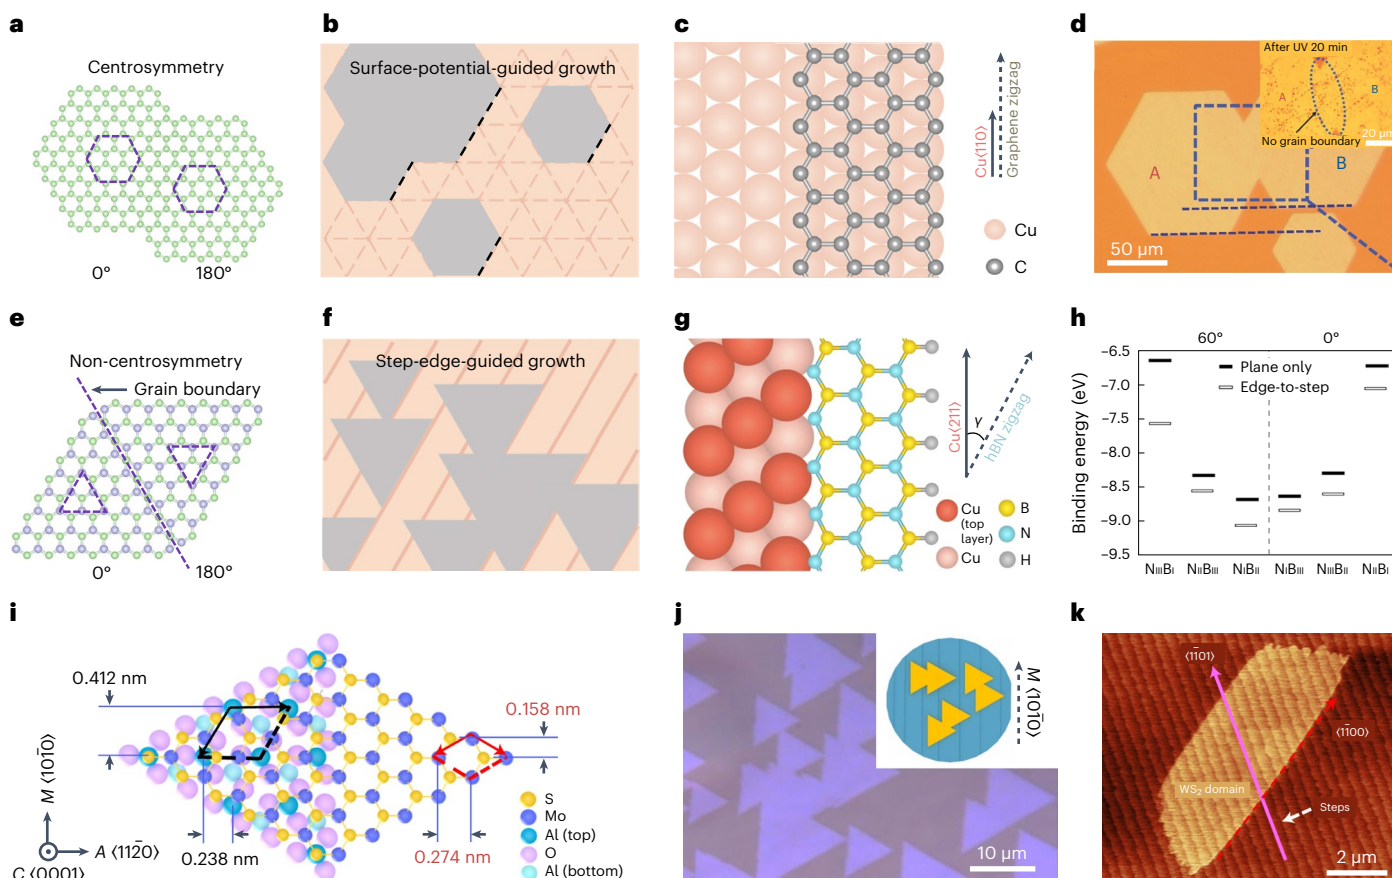 a
Centrosymmetry
0°
180°
b
Surface-potential-guided growth
c
Cu⟨110⟩
Graphene zigzag
Cu
C
d
After UV 20 min
A
B
No grain boundary
20 µm
A
B
50 µm
e
Non-centrosymmetry
Grain boundary
0°
180°
f
Step-edge-guided growth
g
Cu⟨211⟩
γ
hBN zigzag
Cu
(top
layer)
Cu
B
N
H
h
60°
0°
Plane only
Edge-to-step
Binding energy (eV)
–6.5
–7.0
–7.5
–8.0
–8.5
–9.0
–9.5
NIIIBI
NIIBIII
NIBII
NIBIII
NIIIBII
NIIBI
i
0.412 nm
0.158 nm
0.238 nm
0.274 nm
M ⟨101̄0⟩
A ⟨112̄0⟩
C ⟨0001⟩
S
Mo
Al (top)
O
Al (bottom)
j
M ⟨101̄0⟩
10 µm
k
⟨1̄101⟩
⟨11̄00⟩
WS₂ domain
Steps
2 µm